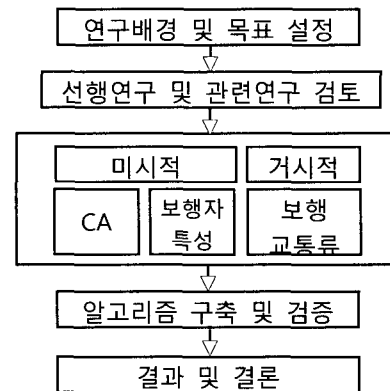 연구배경 및 목표 설정
선행연구 및 관련연구 검토
미시적 거시적
CA 보행자 특성 보행 교통류
알고리즘 구축 및 검증
결과 및 결론